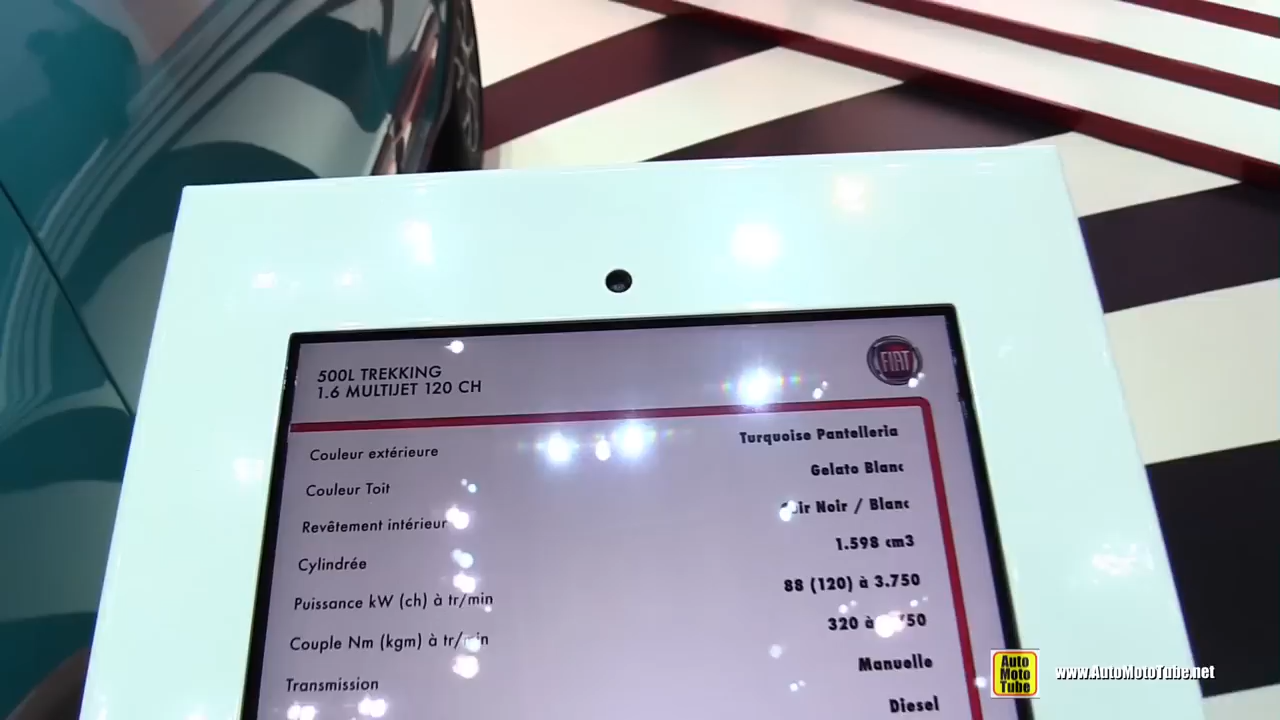 500L TREKKING
1.6 MULTIJET 120 CH
FIAT
Couleur extérieure Turquoise Pantelleria
Couleur Toit Gelato Blanc
Revêtement intérieur Noir / Blanc
Cylindrée 1.598 cm3
Puissance kW (ch) à tr/min 88 (120) à 3.750
Couple Nm (kgm) à tr/min 320 à
Transmission Manuelle
Diesel
Auto
Moto
Tube
www.AutoMotoTube.net